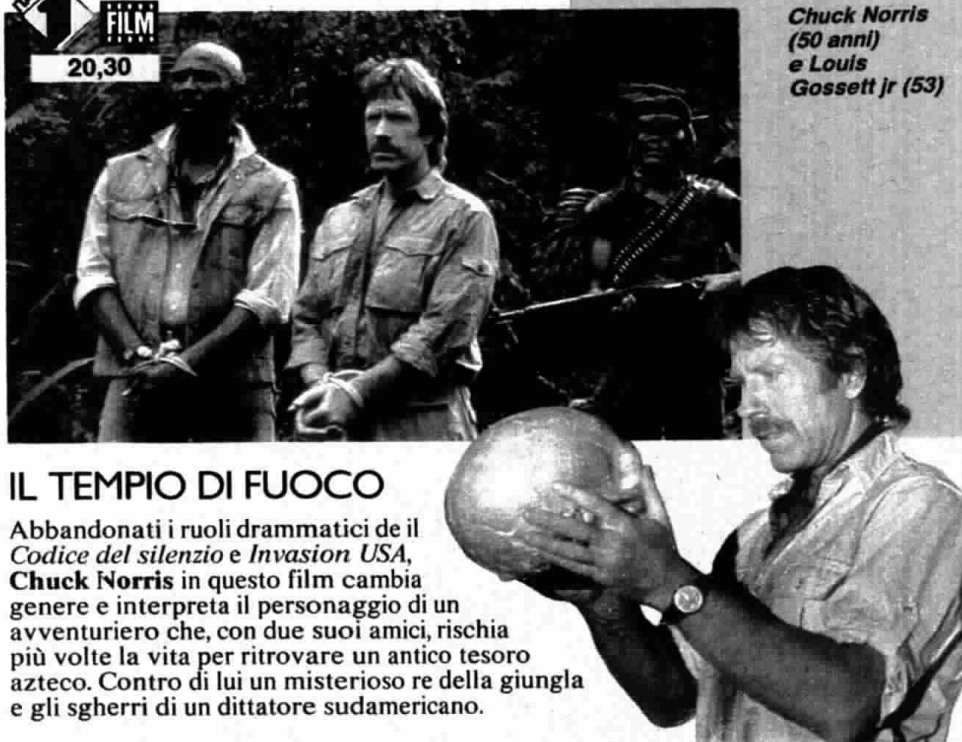 1
FILM
20,30
Chuck Norris
(50 anni)
e Louis
Gossett jr (53)
IL TEMPIO DI FUOCO
Abbandonati i ruoli drammatici de il
Codice del silenzio e Invasion USA,
Chuck Norris in questo film cambia
genere e interpreta il personaggio di un
avventuriero che, con due suoi amici, rischia
più volte la vita per ritrovare un antico tesoro
azteco. Contro di lui un misterioso re della giungla
e gli sgherri di un dittatore sudamericano.